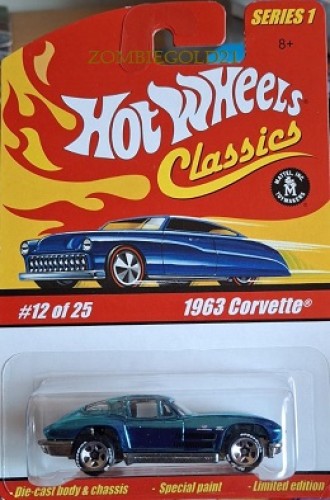 SERIES 1
ZOMBIEGOLD21
8+
Hot Wheels
Classics
MATTEL, INC.
TOYMAKERS
#12 of 25
1963 Corvette®
-Die-cast body & chassis
-Special paint
-Limited edition